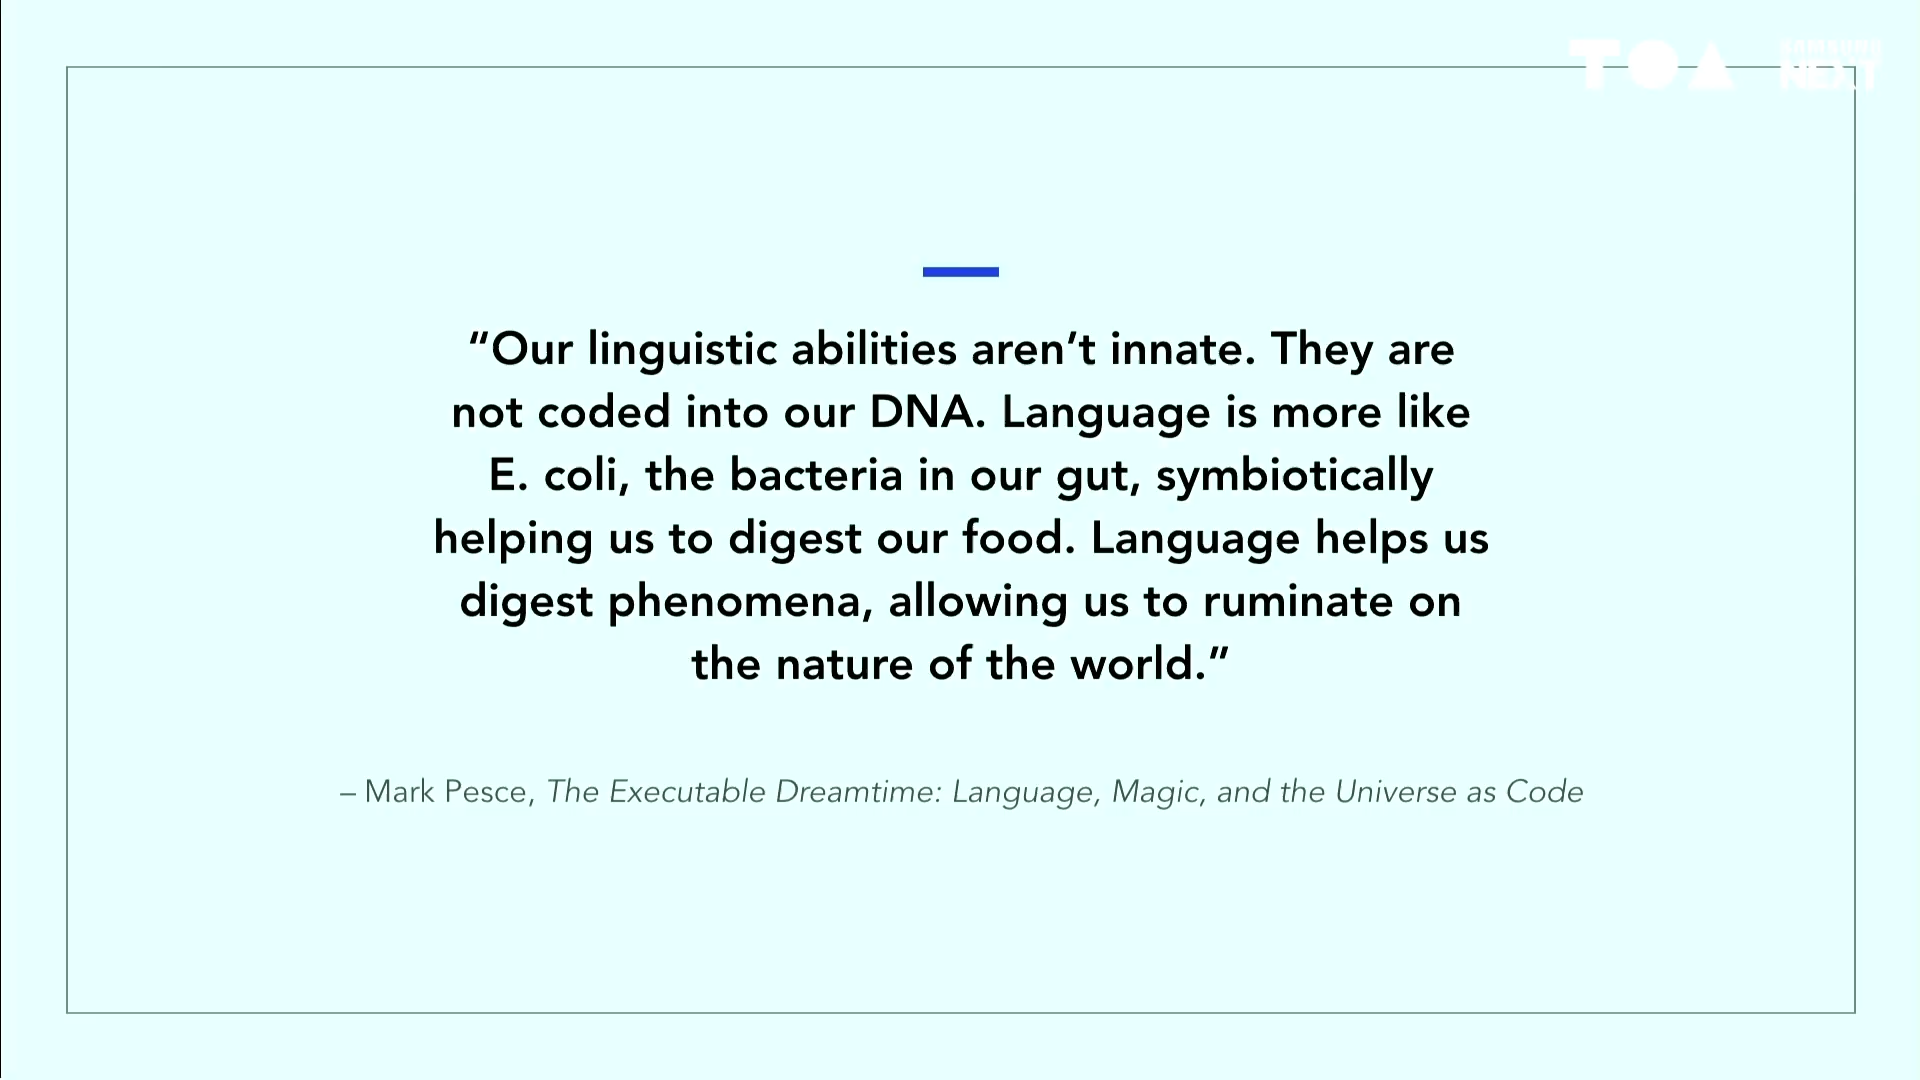 TOA
SAMSUNG
NEXT
“Our linguistic abilities aren’t innate. They are
not coded into our DNA. Language is more like
E. coli, the bacteria in our gut, symbiotically
helping us to digest our food. Language helps us
digest phenomena, allowing us to ruminate on
the nature of the world.”
– Mark Pesce, The Executable Dreamtime: Language, Magic, and the Universe as Code